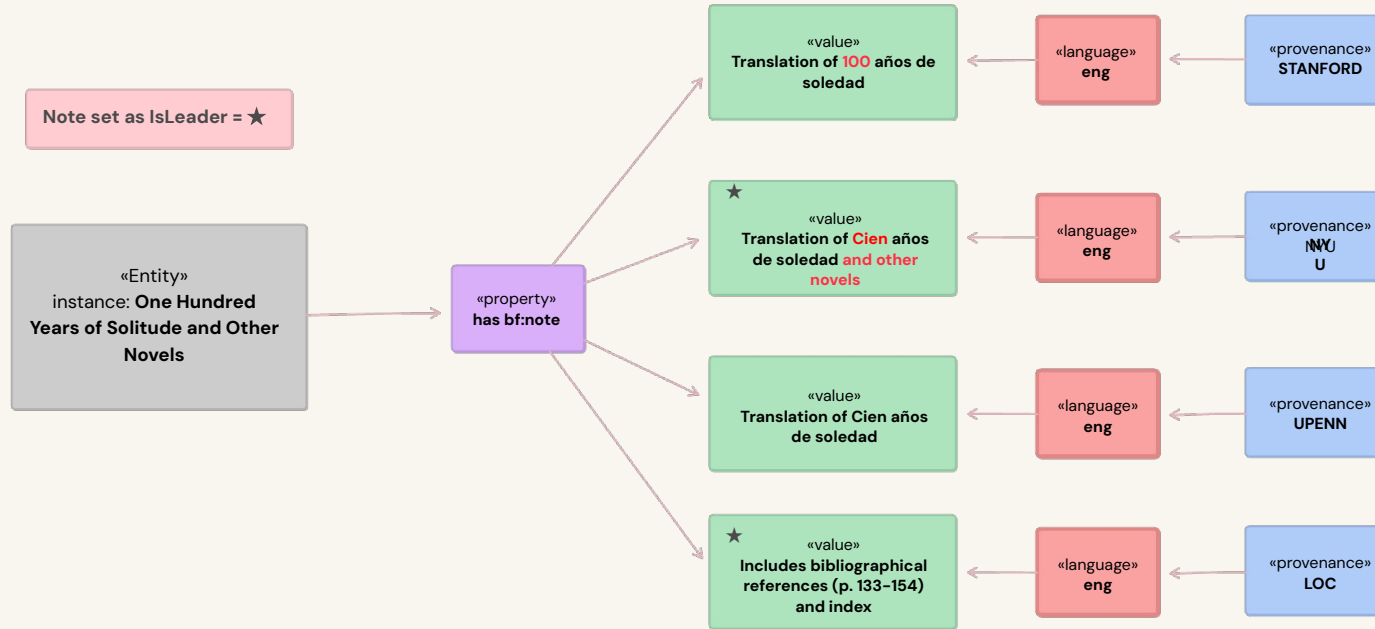 Note set as IsLeader = ★
«Entity»
instance: One Hundred
Years of Solitude and Other
Novels
«property»
has bf:note
«value»
Translation of 100 años de
soledad
«language»
eng
«provenance»
STANFORD
★
«value»
Translation of Cien años
de soledad and other
novels
«language»
eng
«provenance»
NYU
«value»
Translation of Cien años
de soledad
«language»
eng
«provenance»
UPENN
★
«value»
Includes bibliographical
references (p. 133-154)
and index
«language»
eng
«provenance»
LOC